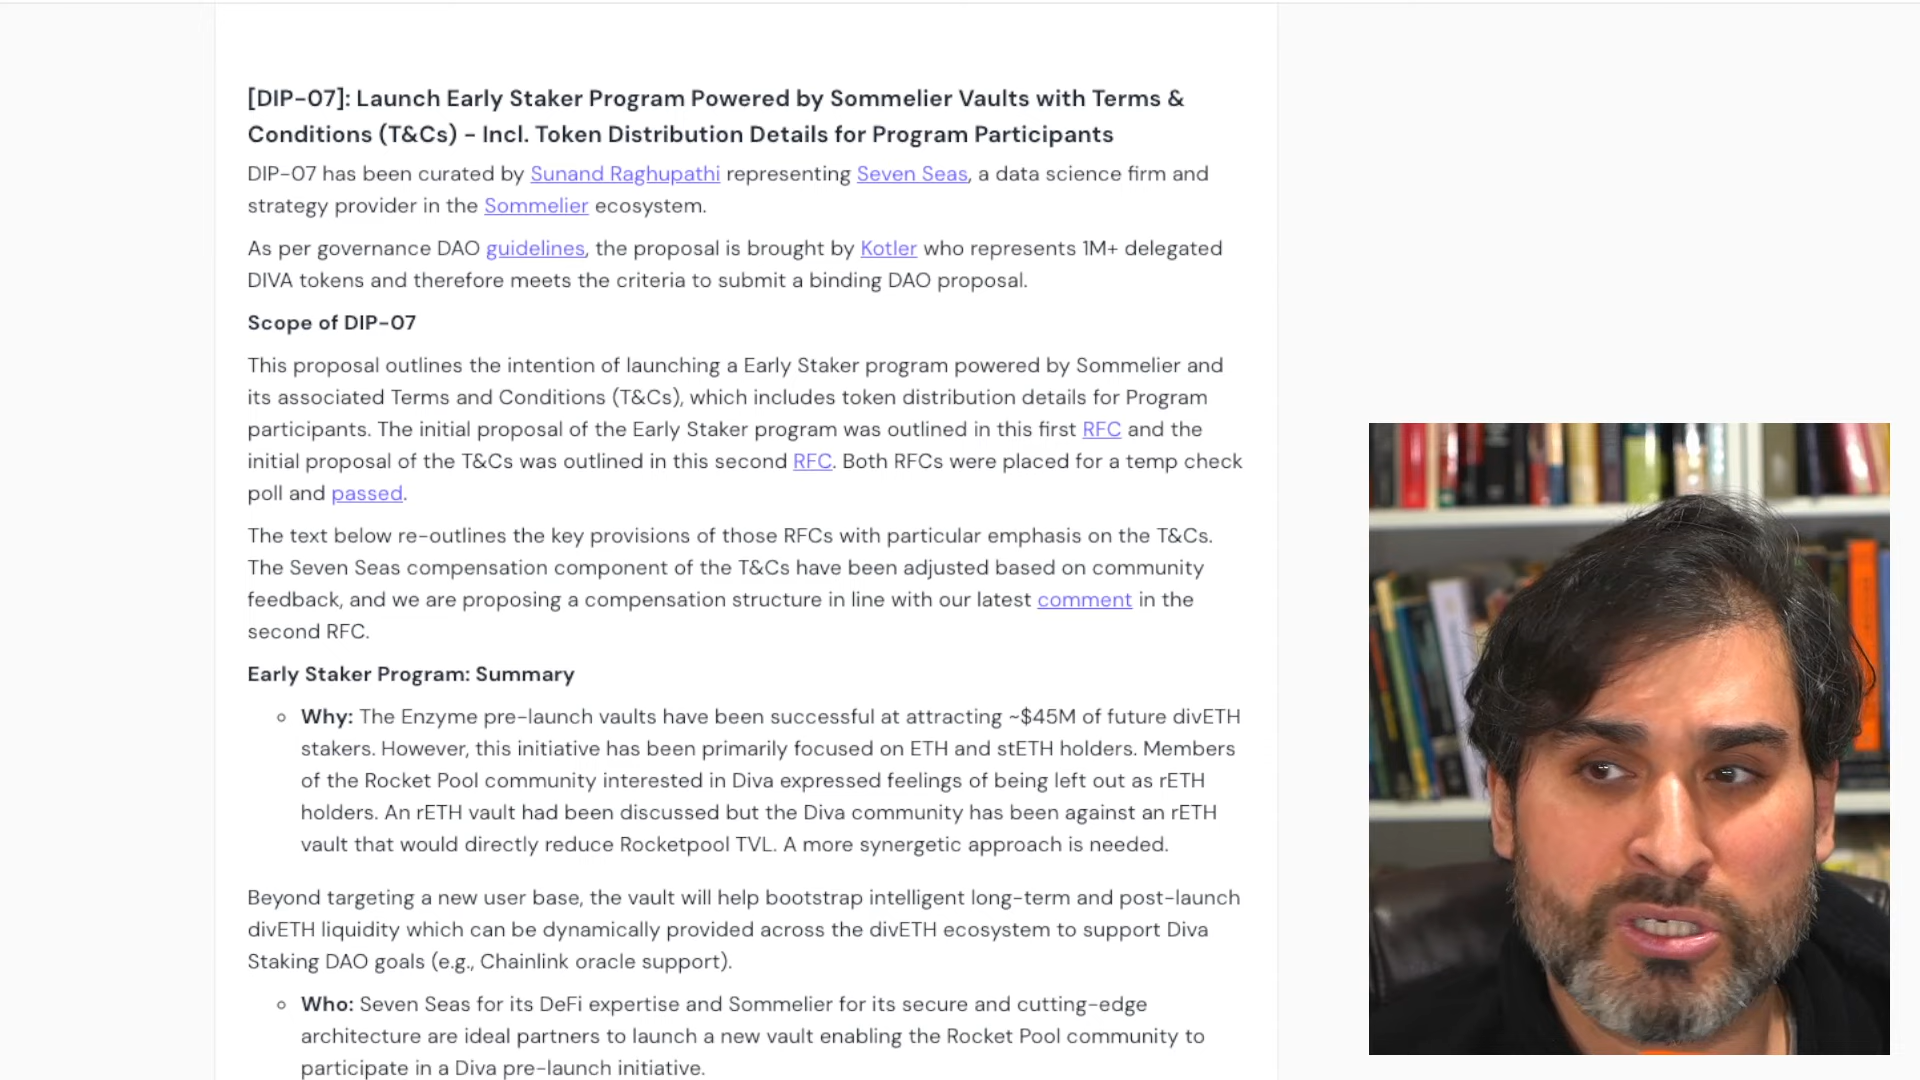 [DIP-07]: Launch Early Staker Program Powered by Sommelier Vaults with Terms &
Conditions (T&Cs) - Incl. Token Distribution Details for Program Participants
DIP-07 has been curated by Sunand Raghupathi representing Seven Seas, a data science firm and
strategy provider in the Sommelier ecosystem.
As per governance DAO guidelines, the proposal is brought by Kotler who represents 1M+ delegated
DIVA tokens and therefore meets the criteria to submit a binding DAO proposal.
Scope of DIP-07
This proposal outlines the intention of launching a Early Staker program powered by Sommelier and
its associated Terms and Conditions (T&Cs), which includes token distribution details for Program
participants. The initial proposal of the Early Staker program was outlined in this first RFC and the
initial proposal of the T&Cs was outlined in this second RFC. Both RFCs were placed for a temp check
poll and passed.
The text below re-outlines the key provisions of those RFCs with particular emphasis on the T&Cs.
The Seven Seas compensation component of the T&Cs have been adjusted based on community
feedback, and we are proposing a compensation structure in line with our latest comment in the
second RFC.
Early Staker Program: Summary
Why: The Enzyme pre-launch vaults have been successful at attracting ~$45M of future divETH
stakers. However, this initiative has been primarily focused on ETH and stETH holders. Members
of the Rocket Pool community interested in Diva expressed feelings of being left out as rETH
holders. An rETH vault had been discussed but the Diva community has been against an rETH
vault that would directly reduce Rocketpool TVL. A more synergetic approach is needed.
Beyond targeting a new user base, the vault will help bootstrap intelligent long-term and post-launch
divETH liquidity which can be dynamically provided across the divETH ecosystem to support Diva
Staking DAO goals (e.g., Chainlink oracle support).
Who: Seven Seas for its DeFi expertise and Sommelier for its secure and cutting-edge
architecture are ideal partners to launch a new vault enabling the Rocket Pool community to
participate in a Diva pre-launch initiative.